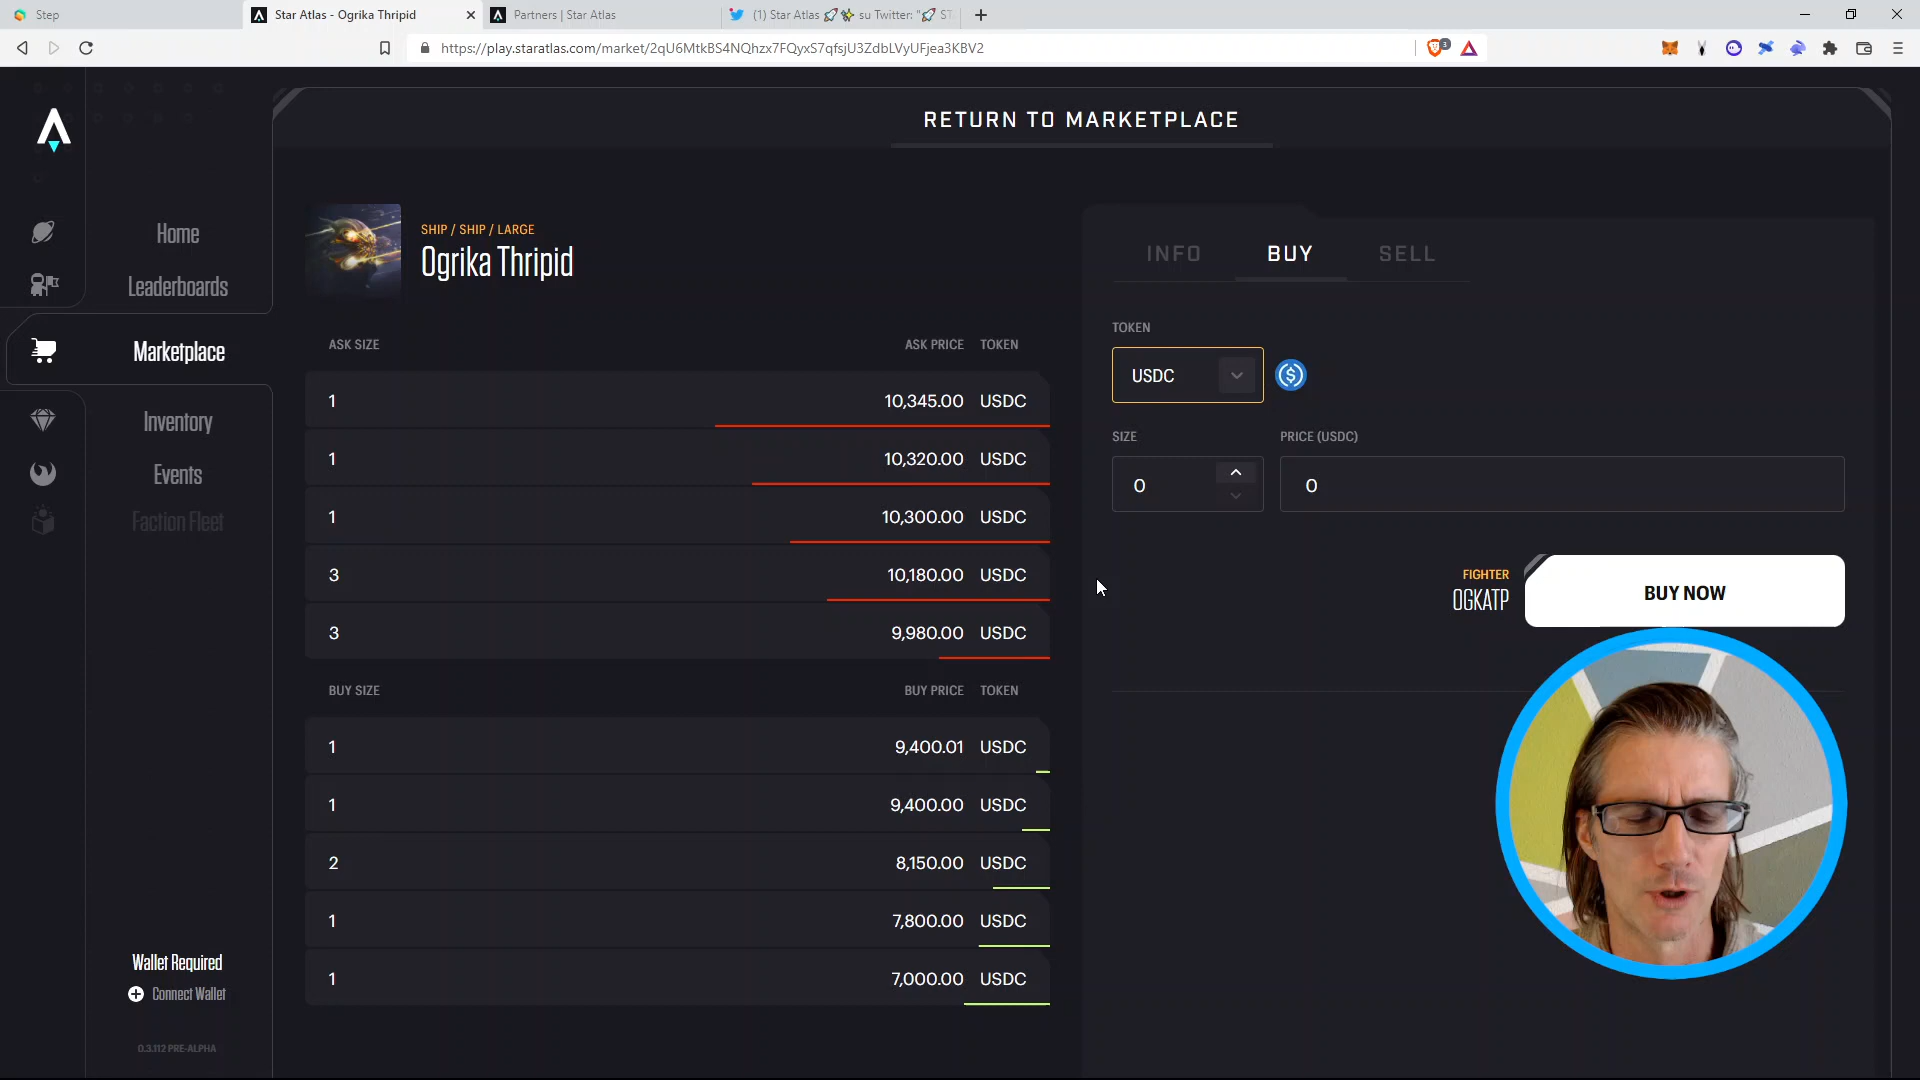 Step
Star Atlas - Ogrika Thripid
Partners | Star Atlas
(1) Star Atlas 🚀✨ su Twitter: "🚀 ST
https://play.staratlas.com/market/2qU6MtkBS4NQhzx7FQyxS7qfsjU3ZdbLVyUFjea3KBV2
3
RETURN TO MARKETPLACE
Home
Leaderboards
Marketplace
Inventory
Events
Faction Fleet
Wallet Required
Connect Wallet
0.3.112 PRE-ALPHA
SHIP / SHIP / LARGE
Ogrika Thripid
ASK SIZE ASK PRICE TOKEN
1 10,345.00 USDC
1 10,320.00 USDC
1 10,300.00 USDC
3 10,180.00 USDC
3 9,980.00 USDC
BUY SIZE BUY PRICE TOKEN
1 9,400.01 USDC
1 9,400.00 USDC
2 8,150.00 USDC
1 7,800.00 USDC
1 7,000.00 USDC
INFO BUY SELL
TOKEN
USDC
SIZE PRICE (USDC)
0 0
FIGHTER
OGKATP
BUY NOW